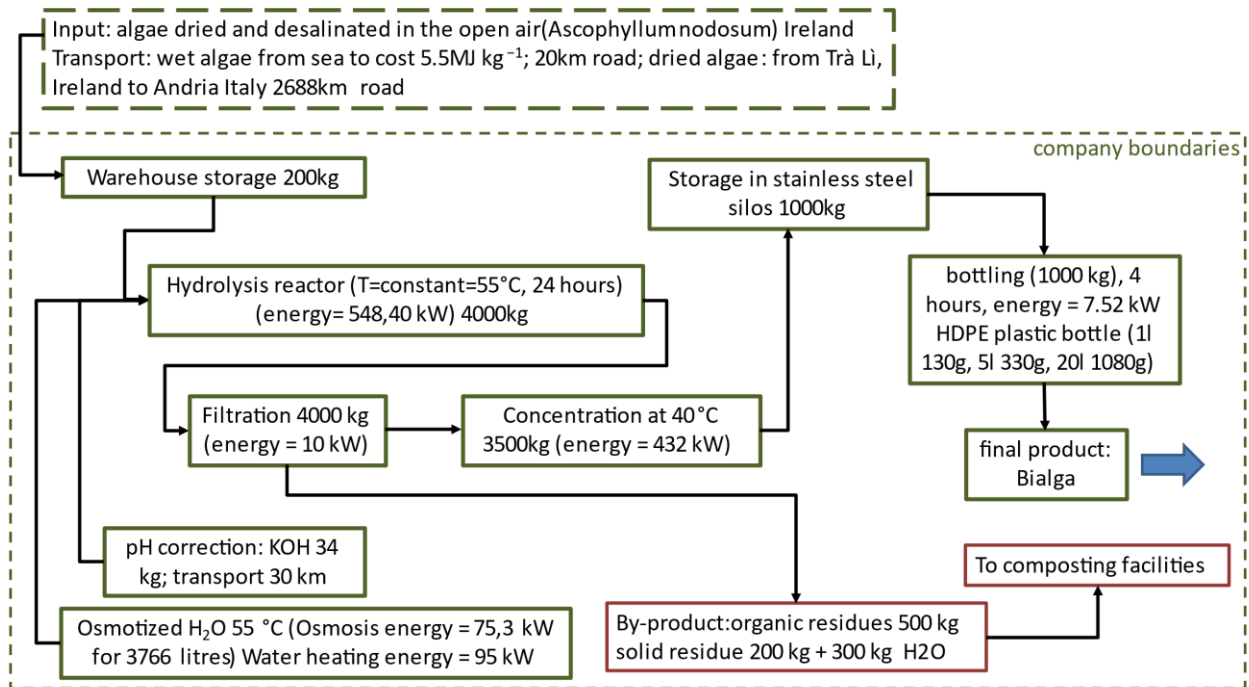 Input: algae dried and desalinated in the open air(Ascophyllum nodosum) Ireland
Transport: wet algae from sea to cost 5.5MJ kg⁻¹; 20km road; dried algae: from Trà Lì,
Ireland to Andria Italy 2688km road
company boundaries
Warehouse storage 200kg
Storage in stainless steel
silos 1000kg
Hydrolysis reactor (T=constant=55°C, 24 hours)
(energy= 548,40 kW) 4000kg
bottling (1000 kg), 4
hours, energy = 7.52 kW
HDPE plastic bottle (1l
130g, 5l 330g, 20l 1080g)
Filtration 4000 kg
(energy = 10 kW)
Concentration at 40 °C
3500kg (energy = 432 kW)
final product:
Bialga
pH correction: KOH 34
kg; transport 30 km
To composting facilities
Osmotized H₂O 55 °C (Osmosis energy = 75,3 kW
for 3766 litres) Water heating energy = 95 kW
By-product:organic residues 500 kg
solid residue 200 kg + 300 kg H2O